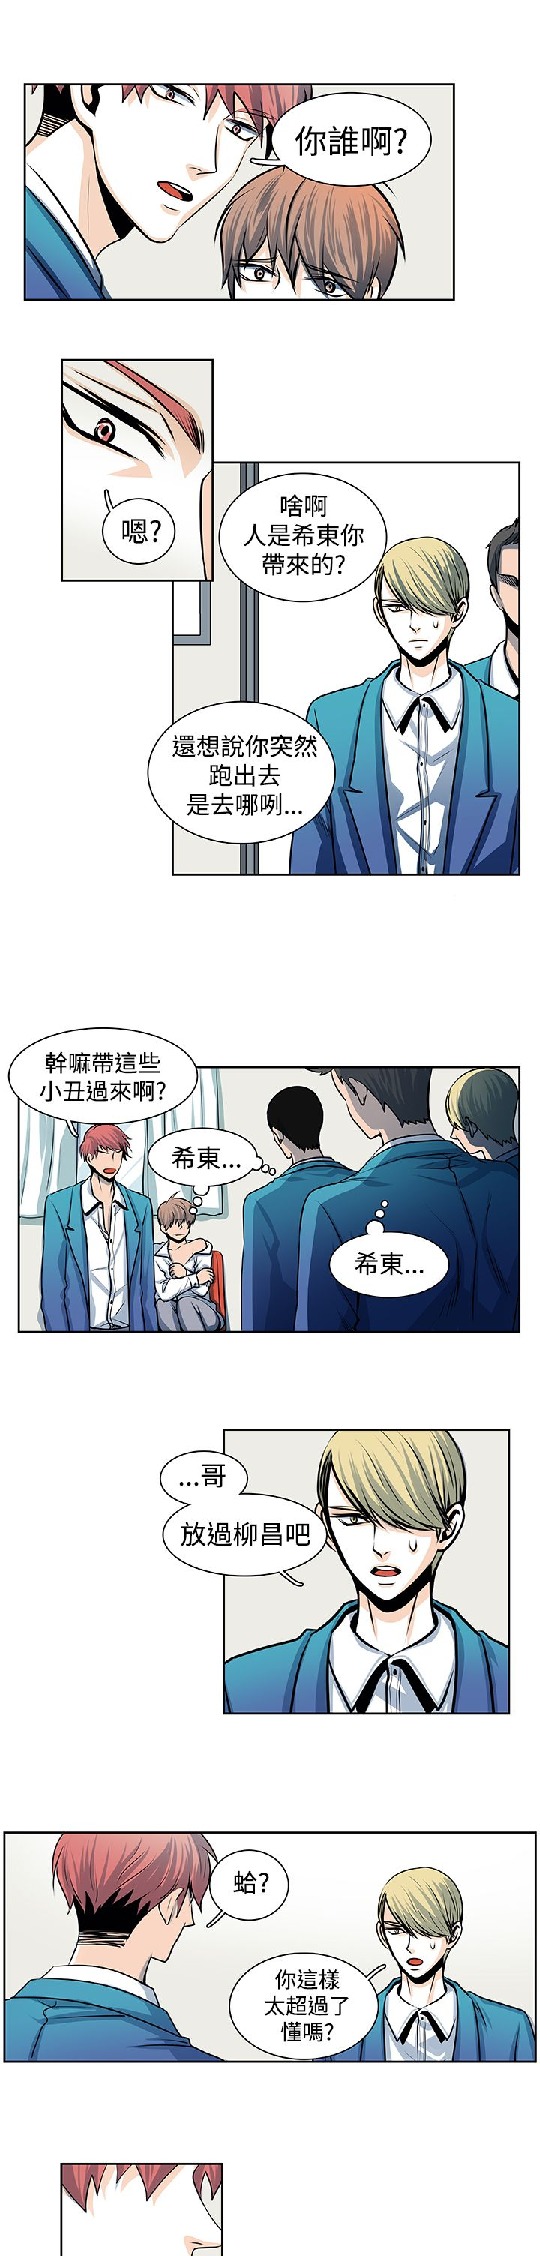 你誰啊?
嗯?
啥啊
人是希東你
帶來的?
還想說你突然
跑出去
是去哪咧...
幹嘛帶這些
小丑過來啊?
希東...
希東...
...哥
放過柳昌吧
蛤?
你這樣
太超過了
懂嗎?